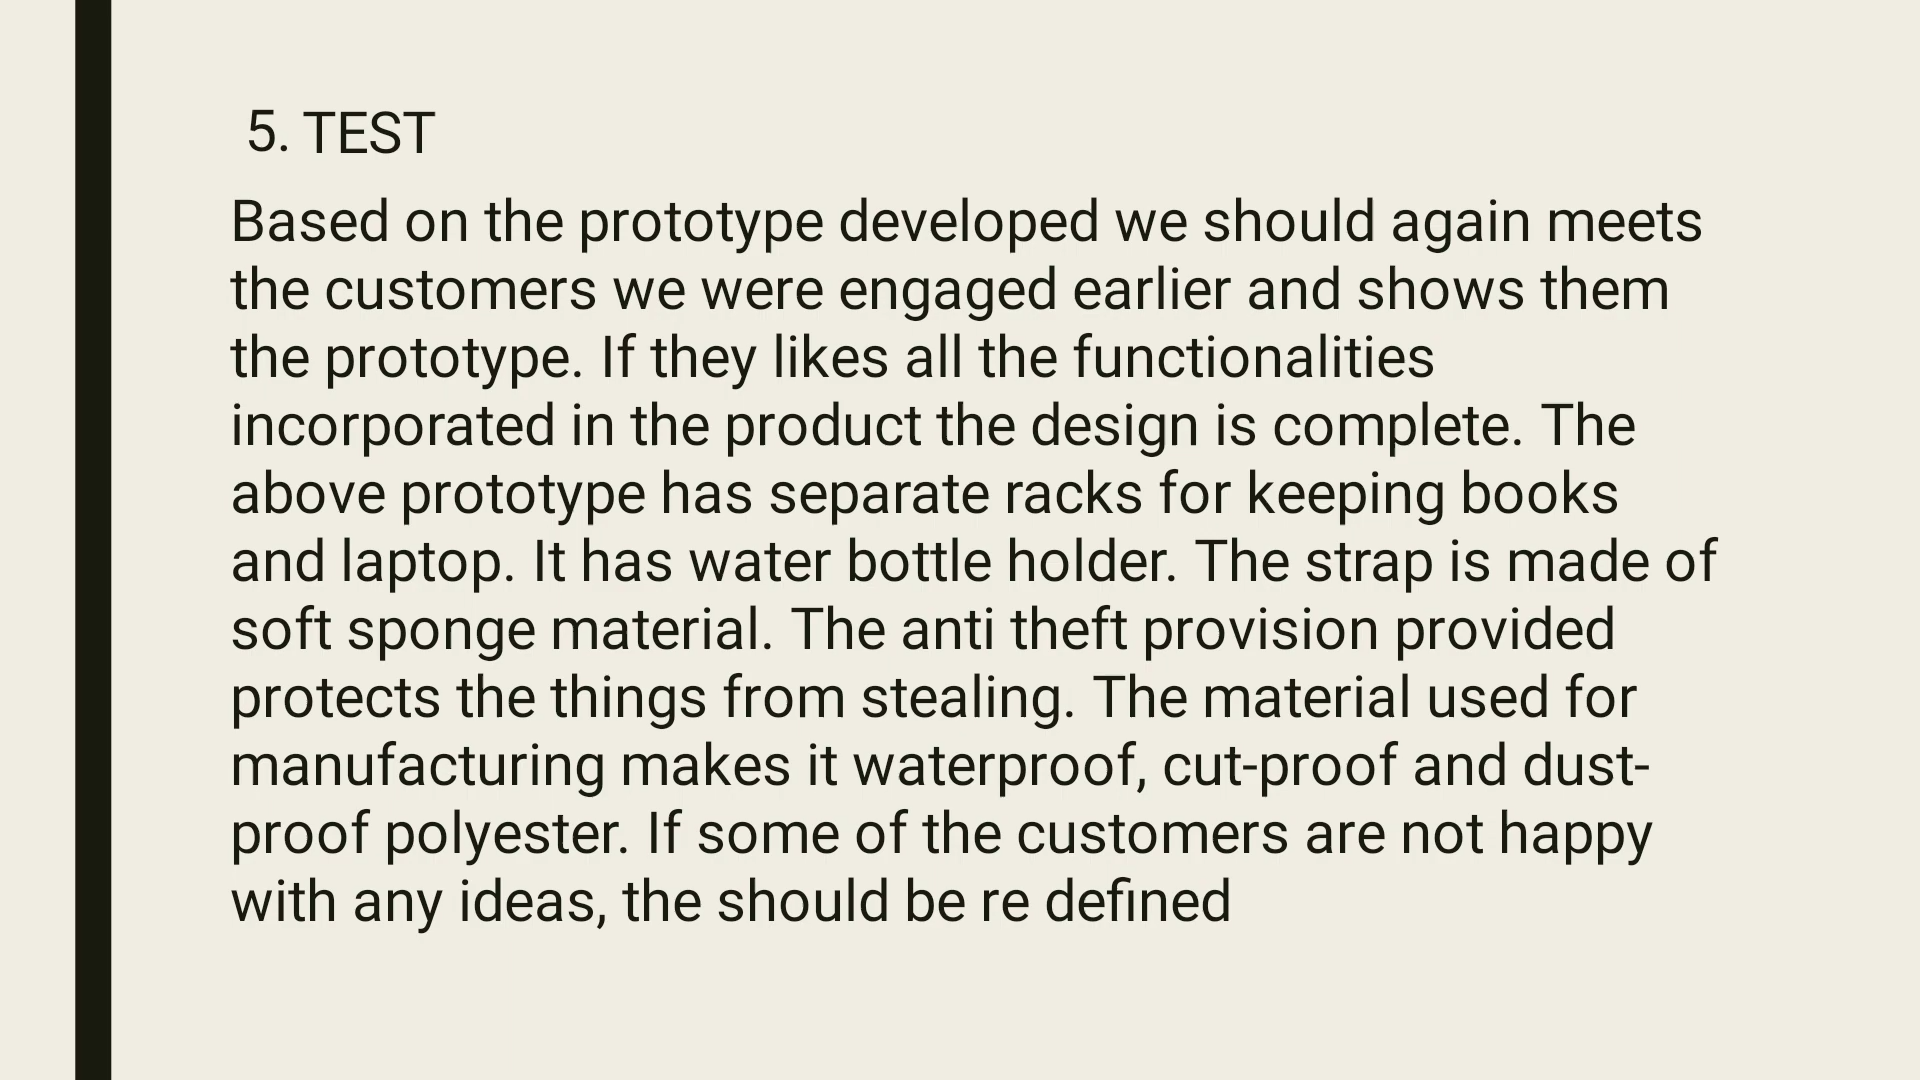 5. TEST
Based on the prototype developed we should again meets
the customers we were engaged earlier and shows them
the prototype. If they likes all the functionalities
incorporated in the product the design is complete. The
above prototype has separate racks for keeping books
and laptop. It has water bottle holder. The strap is made of
soft sponge material. The anti theft provision provided
protects the things from stealing. The material used for
manufacturing makes it waterproof, cut-proof and dust-
proof polyester. If some of the customers are not happy
with any ideas, the should be re defined